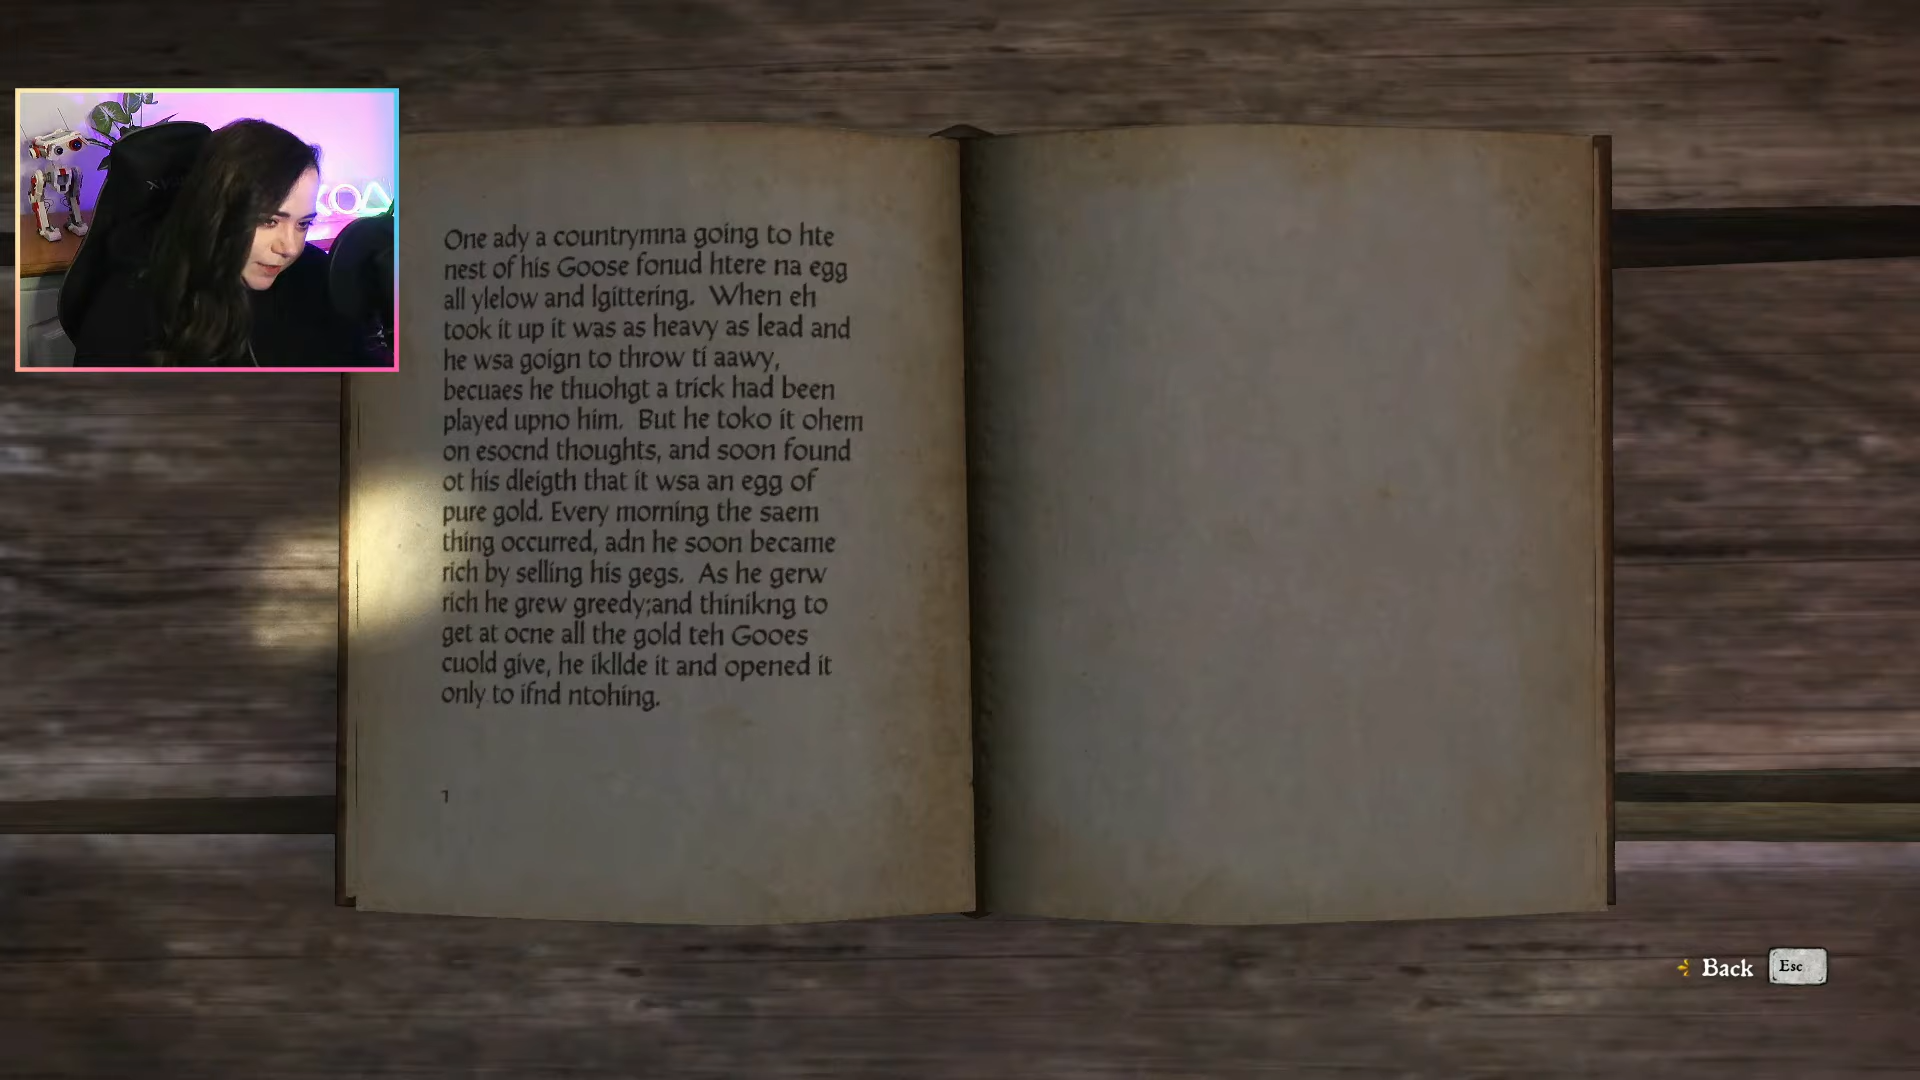 One ady a countrymna going to hte
nest of his Goose fonud htere na egg
all ylelow and lgittering. When eh
took it up it was as heavy as lead and
he wsa goign to throw ti aawy,
becuaes he thuohgt a trick had been
played upno him. But he toko it ohem
on esocnd thoughts, and soon found
ot his dleigth that it wsa an egg of
pure gold. Every morning the saem
thing occurred, adn he soon became
rich by selling his gegs. As he gerw
rich he grew greedy;and thinikng to
get at ocne all the gold teh Gooes
cuold give, he ikllde it and opened it
only to ifnd ntohing.
1
Back Esc